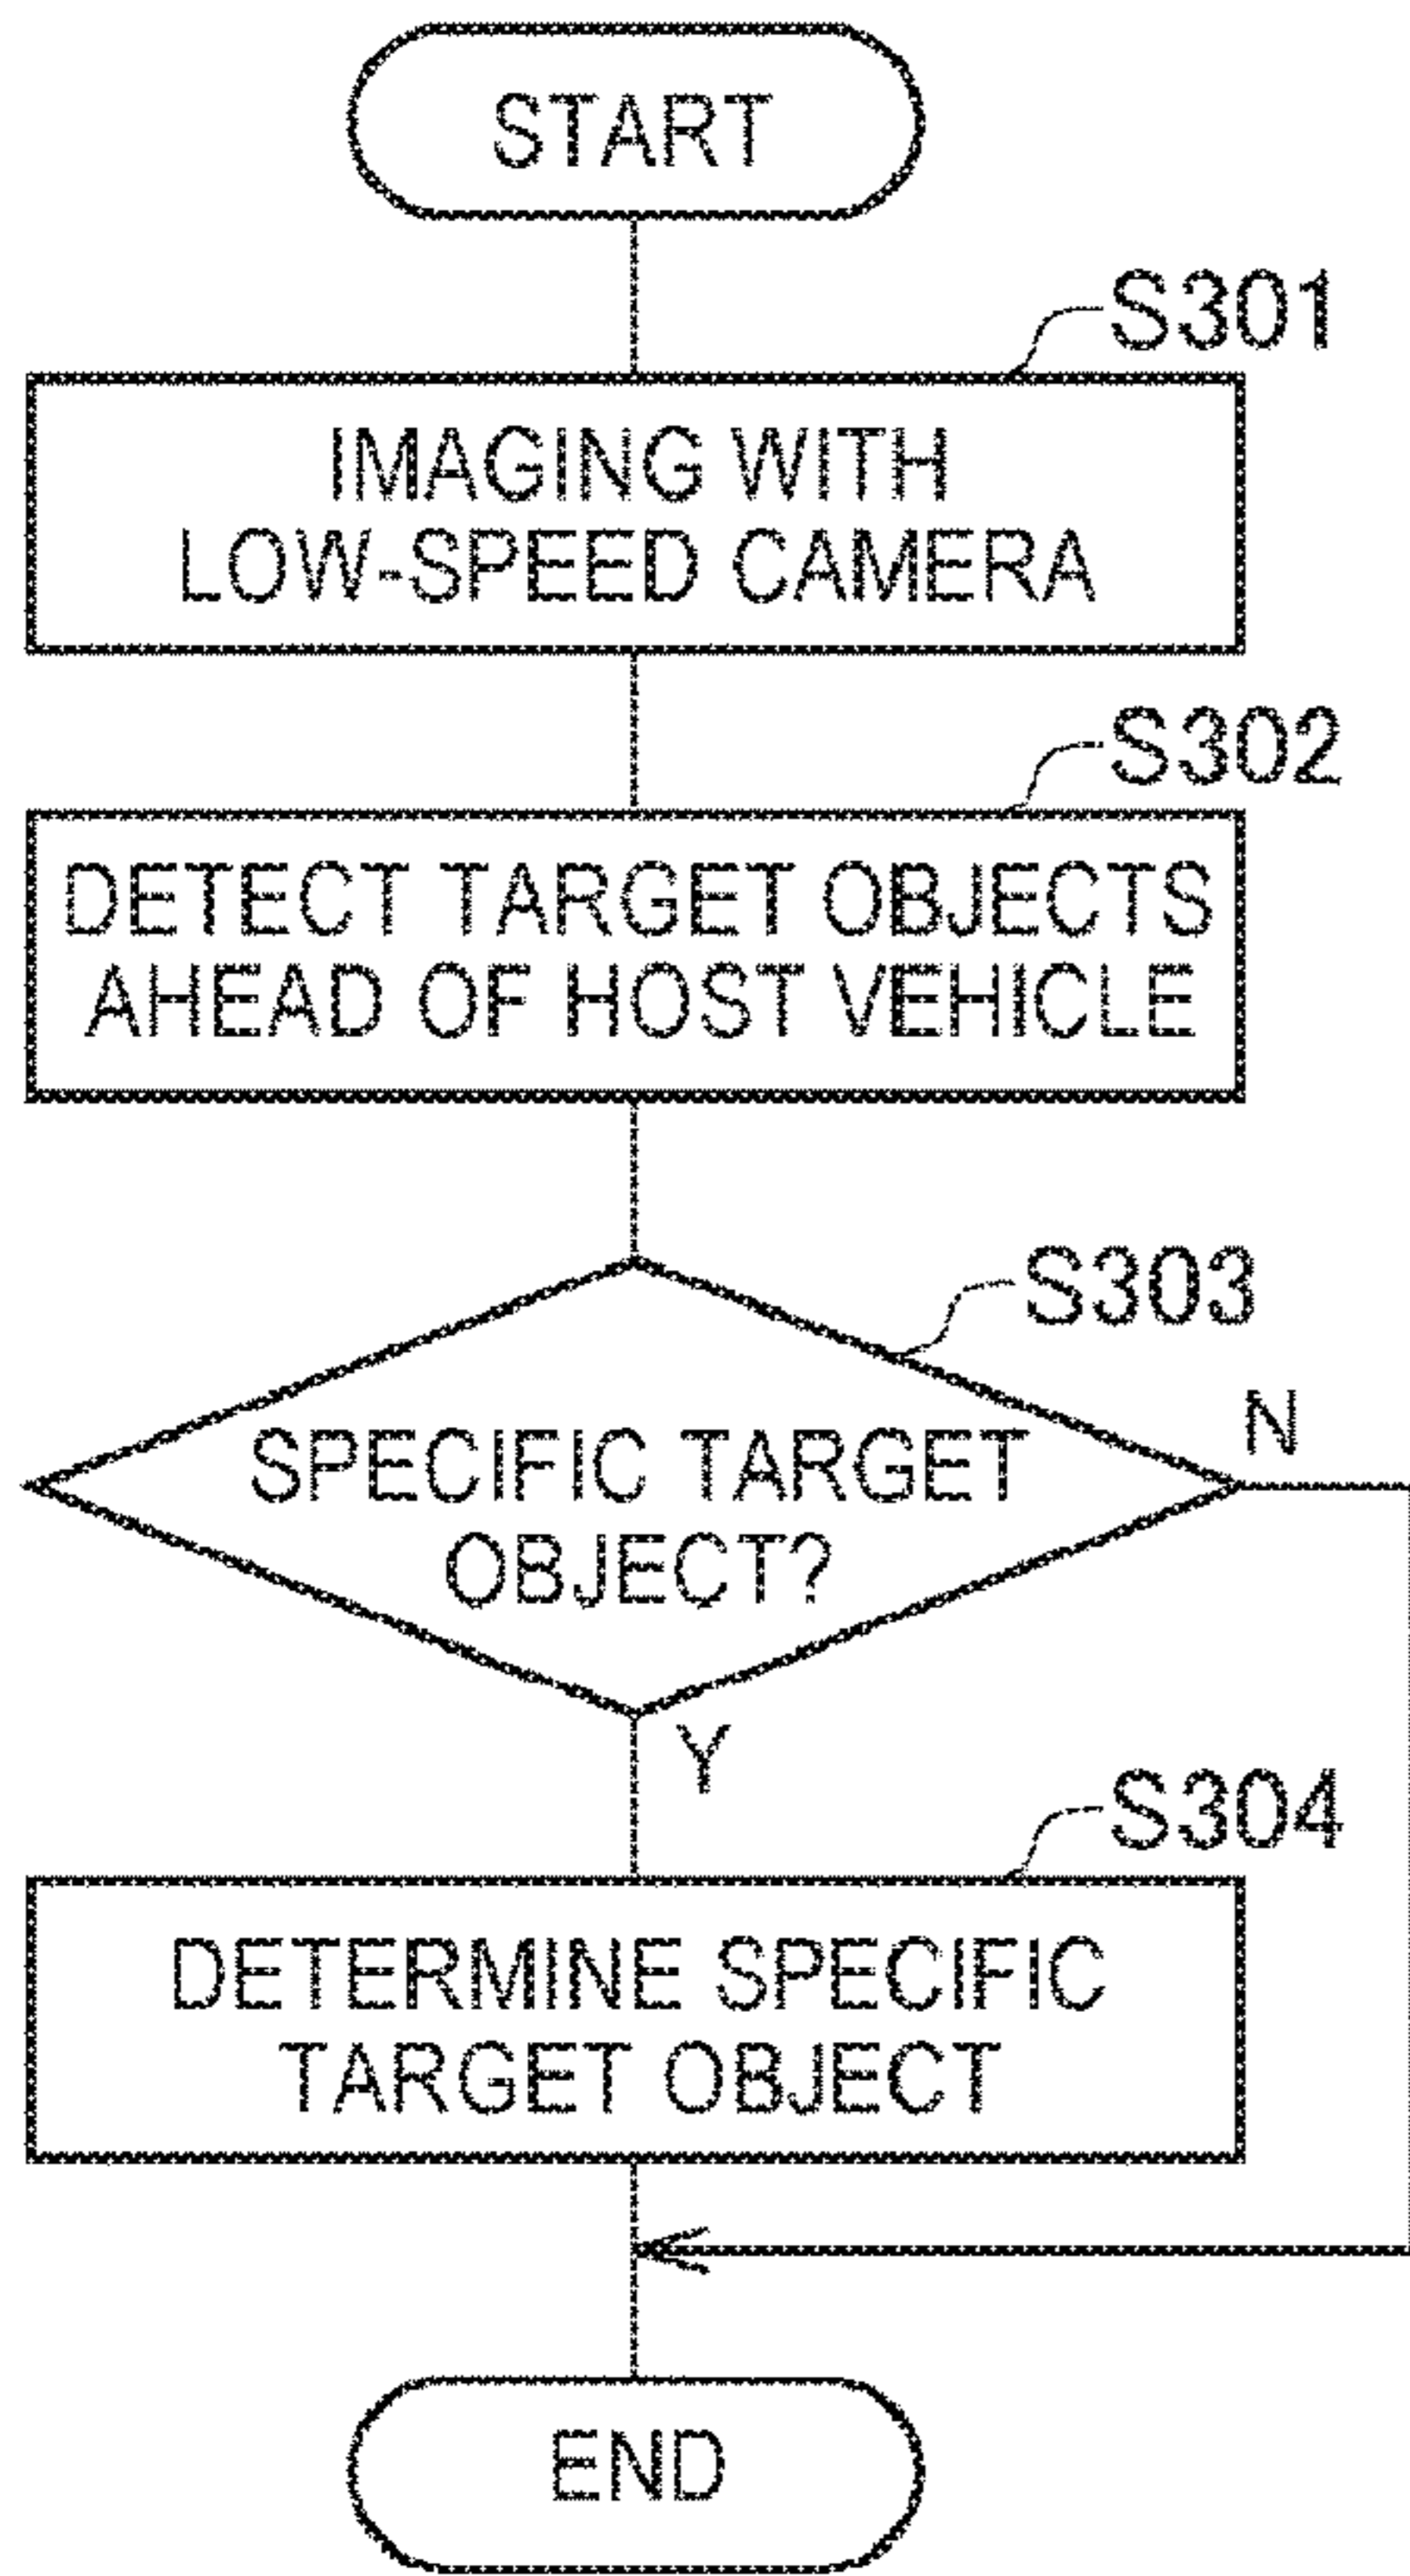 START
S301
IMAGING WITH
LOW-SPEED CAMERA
S302
DETECT TARGET OBJECTS
AHEAD OF HOST VEHICLE
S303
SPECIFIC TARGET
OBJECT?
N
Y
S304
DETERMINE SPECIFIC
TARGET OBJECT
END